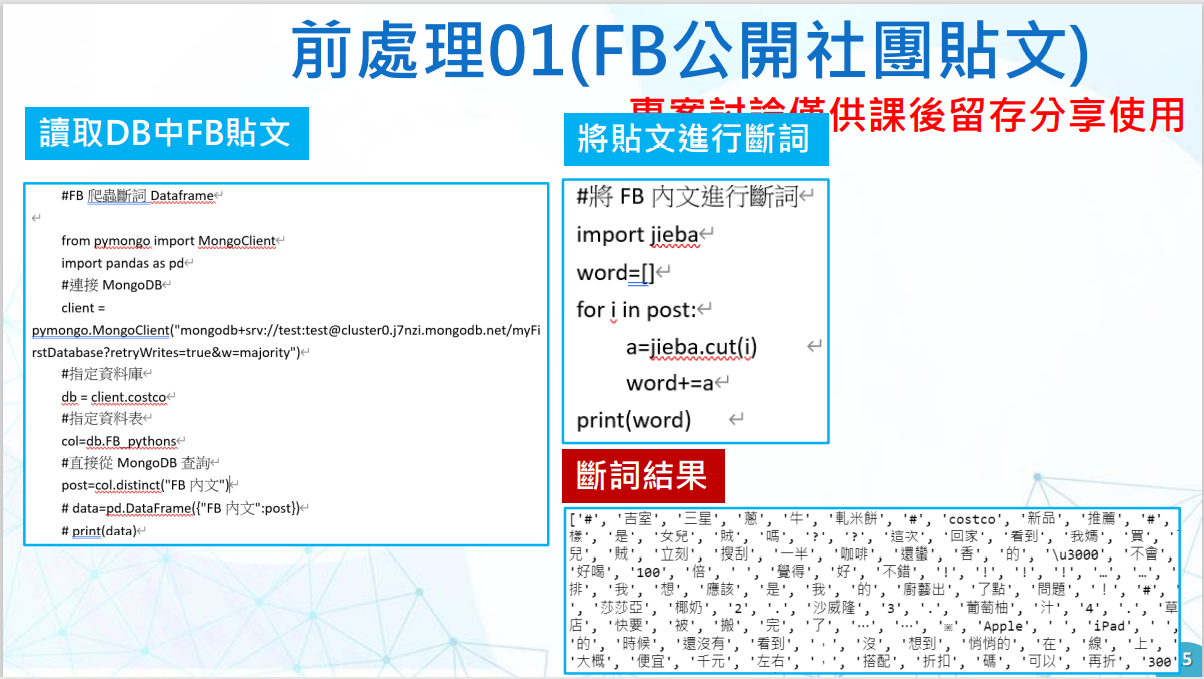 前處理01(FB公開社團貼文)
專案討論僅供課後留存分享使用
讀取DB中FB貼文
#FB 爬蟲斷詞 Dataframe↵
↵
from pymongo import MongoClient↵
import pandas as pd↵
#連接 MongoDB↵
client =
pymongo.MongoClient("mongodb+srv://test:test@cluster0.j7nzi.mongodb.net/myFi
rstDatabase?retryWrites=true&w=majority")↵
#指定資料庫↵
db = client.costco↵
#指定資料表↵
col=db.FB_pythons↵
#直接從 MongoDB 查詢↵
post=col.distinct("FB 內文")↵
# data=pd.DataFrame({"FB 內文":post})↵
# print(data)↵
將貼文進行斷詞
#將 FB 內文進行斷詞↵
import jieba↵
word=[]↵
for i in post:↵
a=jieba.cut(i) ↵
word+=a↵
print(word) ↵
斷詞結果
['#', '吉室', '三星', '蔥', '牛', '軋米餅', '#', 'costco', '新品', '推薦', '#',
樣', '是', '女兒', '賊', '嗎', '?', '?', '這次', '回家', '看到', '我媽', '買', '
兒', '賊', '立刻', '搜刮', '一半', '咖啡', '還蠻', '香', '的', '\u3000', '不會',
'好喝', '100', '倍', ' ', '覺得', '好', '不錯', '!', '!', '!', '!', '…', '…',
排', '我', '想', '應該', '是', '我', '的', '廚藝出', '了點', '問題', '!', '#',
, '莎莎亞', '椰奶', '2', '.', '沙威隆', '3', '.', '葡萄柚', '汁', '4', '.', '草
店', '快要', '被', '搬', '完', '了', '⋯', '⋯', '※', 'Apple', ' ', 'iPad', ' ',
'的', '時候', '還沒有', '看到', ',', '沒', '想到', '悄悄的', '在', '線', '上',
'大概', '便宜', '千元', '左右', ',', '搭配', '折扣', '碼', '可以', '再折', '300'
5